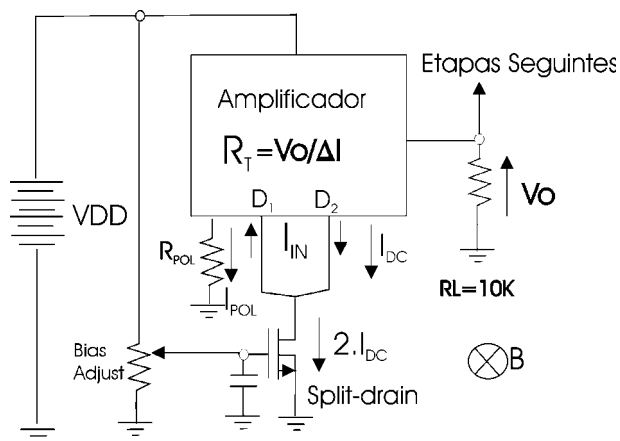 Etapas Seguintes
Amplificador
R_T=Vo/ΔI
VDD
D₁
D₂
Vo
R_POL
I_IN
I_DC
I_POL
RL=10K
Bias
Adjust
2.I_DC
B
Split-drain